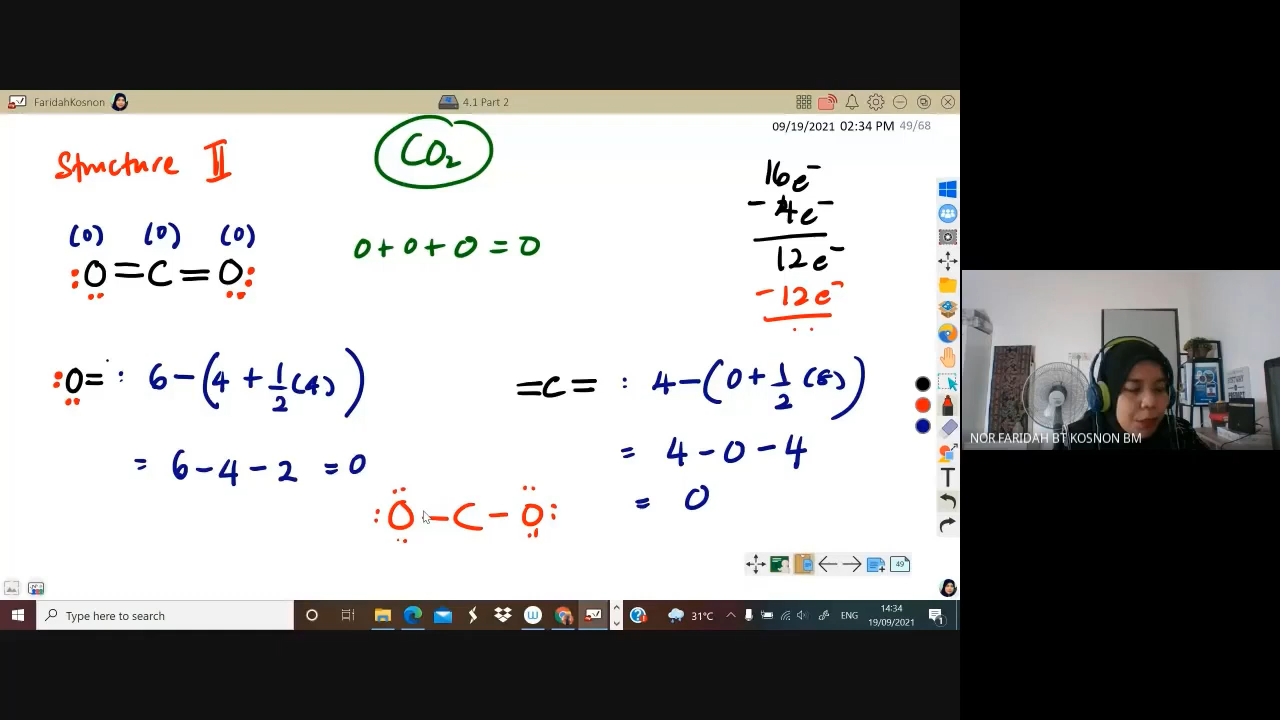 FaridahKosnon
4.1 Part 2
09/19/2021 02:34 PM 49/68
Structure II
CO2
16e⁻
- 4e⁻
12e⁻
- 12e⁻
(0) (0) (0)
:O=C=O:
0+0+0=0
:O= : 6-(4+1/2(4))
= 6-4-2 =0
=C= : 4-(0+1/2(8))
= 4-0-4
= 0
:O-C-O:
NOR FARIDAH BT KOSNON BM
T
49
Type here to search
31°C
ENG
14:34
19/09/2021